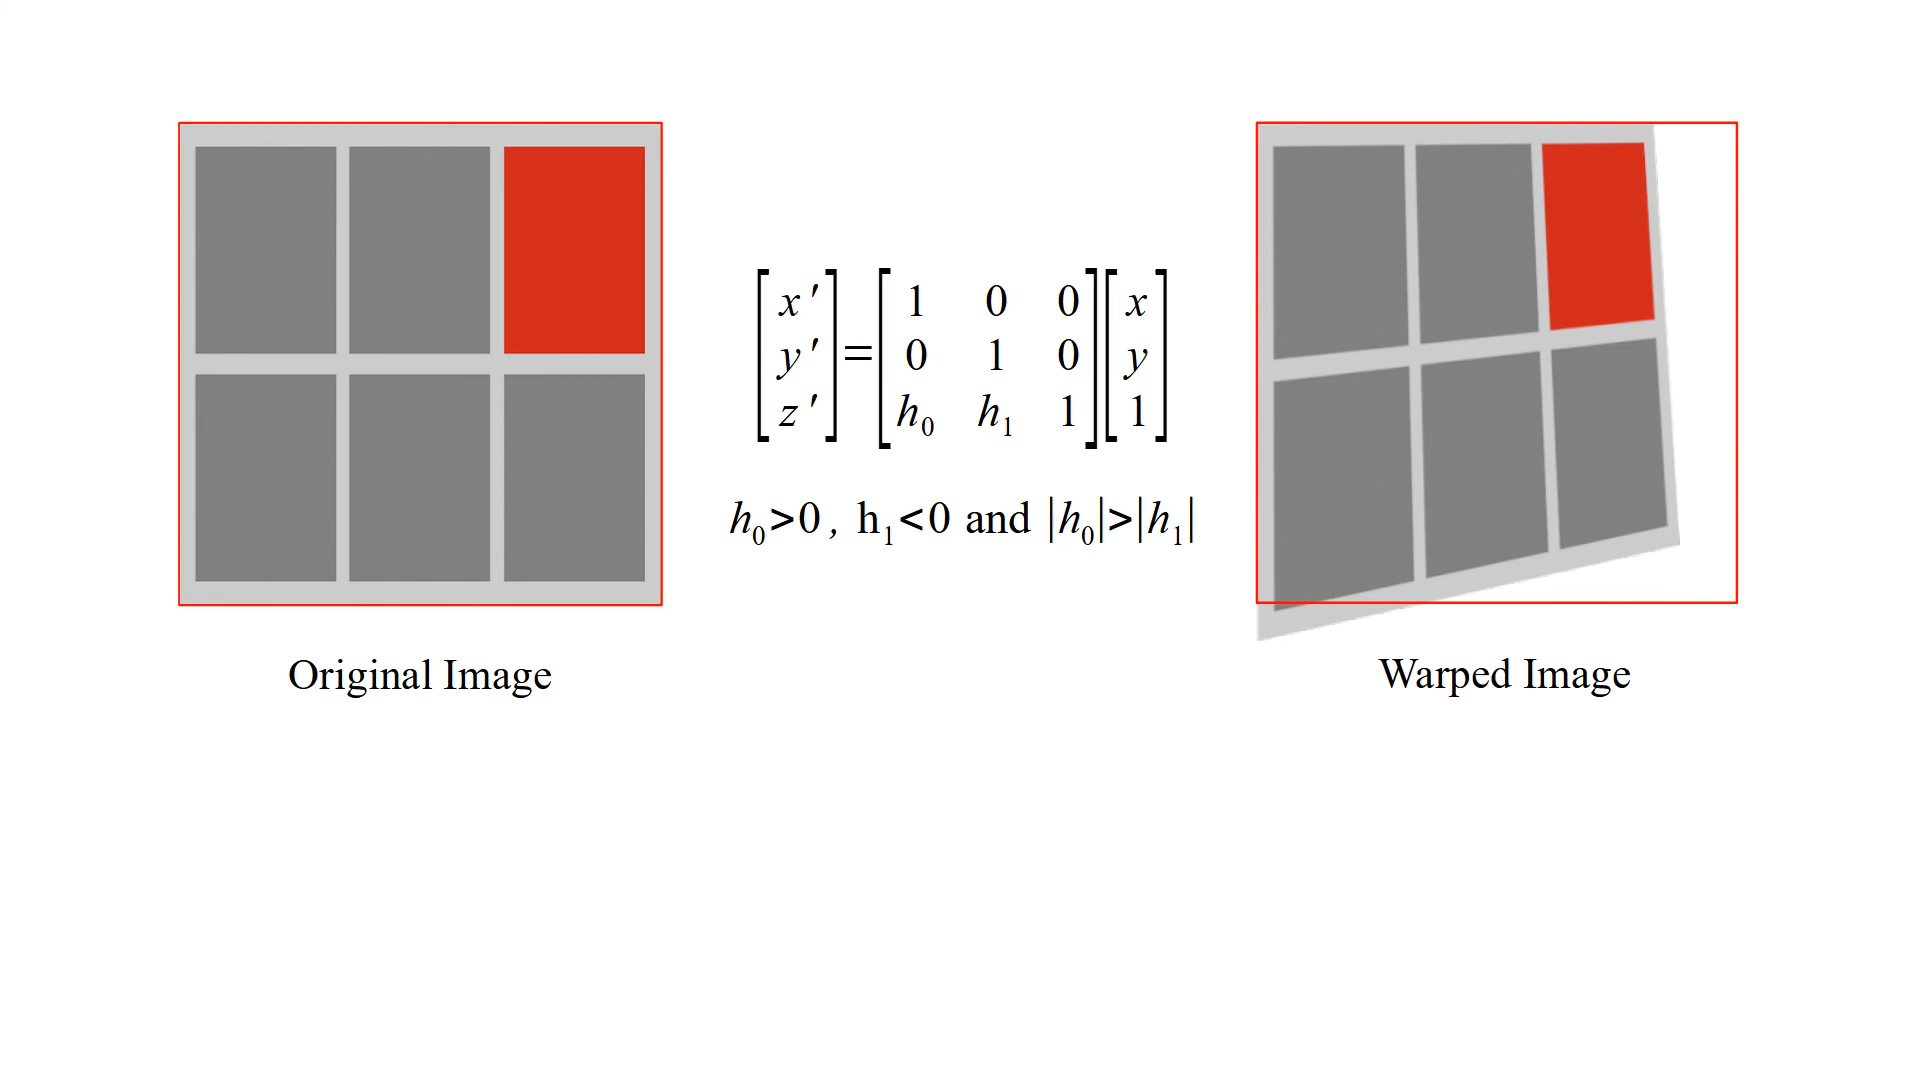 [x′ y′ z′] = [1 0 0; 0 1 0; h₀ h₁ 1] [x y 1]
h₀>0 , h₁<0 and |h₀|>|h₁|
Original Image
Warped Image